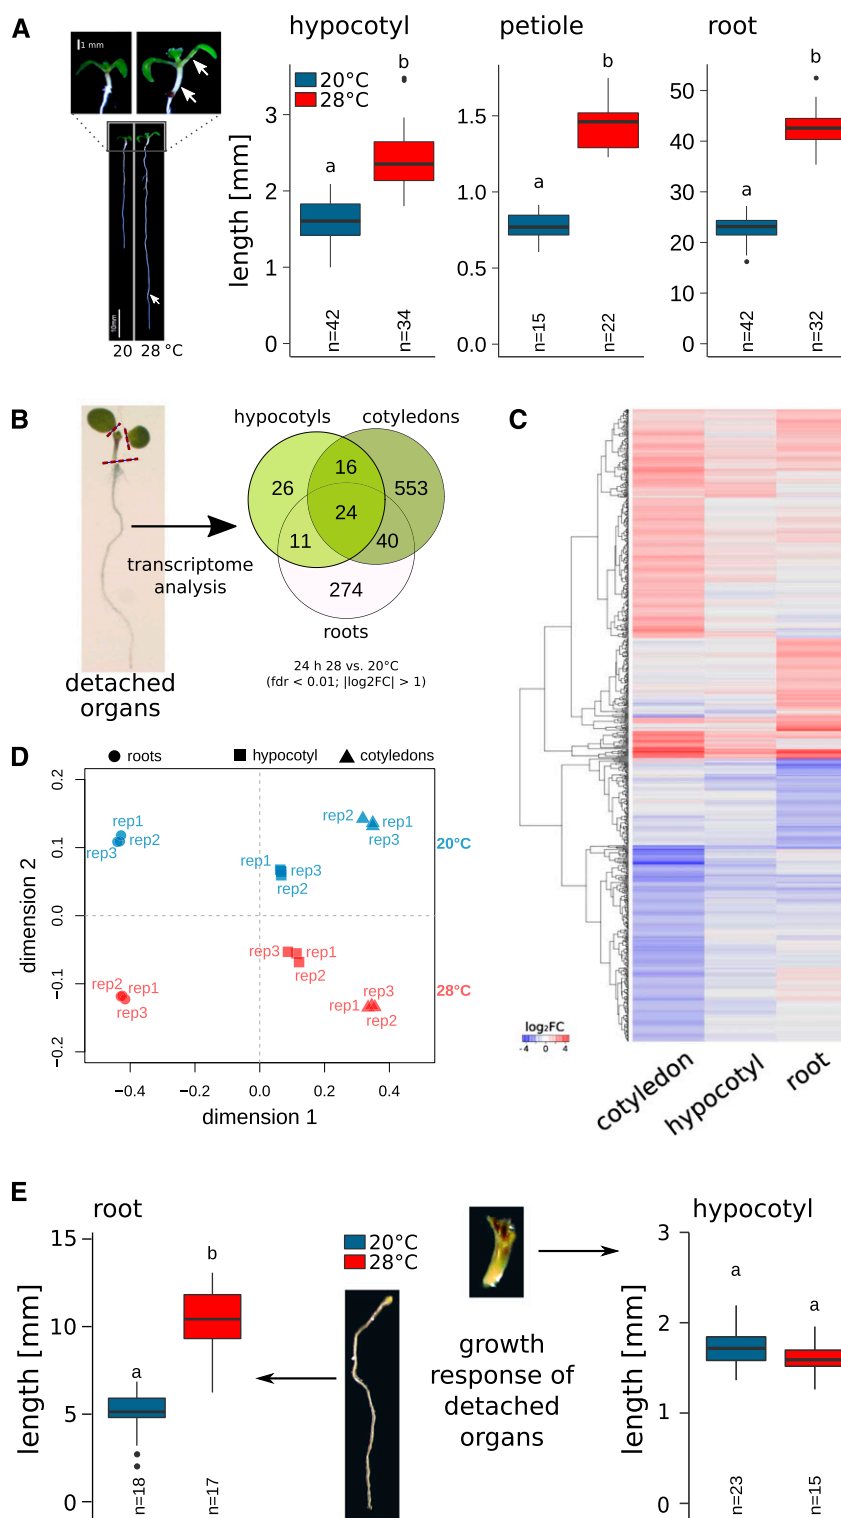 A
1 mm
10mm
20 28 °C
hypocotyl
petiole
root
20°C
28°C
length [mm]
3
2
1
0
a
b
n=42
n=34
1.5
1.0
0.5
0.0
a
b
n=15
n=22
50
40
30
20
10
0
a
b
n=42
n=32
B
detached
organs
transcriptome
analysis
hypocotyls
cotyledons
16
26
553
24
11
40
274
roots
24 h 28 vs. 20°C
(fdr < 0.01; |log2FC| > 1)
C
log2FC
-4 0 4
cotyledon
hypocotyl
root
D
roots
hypocotyl
cotyledons
dimension 2
0.2
0.1
0.0
−0.1
−0.2
rep1
rep2
rep3
rep1
rep3
rep2
rep2
rep1
rep3
20°C
rep2
rep1
rep3
rep3
rep1
rep2
rep3
rep1
rep2
28°C
−0.4
−0.2
0.0
0.2
0.4
dimension 1
E
root
length [mm]
15
10
5
0
a
b
n=18
n=17
20°C
28°C
growth
response of
detached
organs
hypocotyl
length [mm]
3
2
1
0
a
a
n=23
n=15